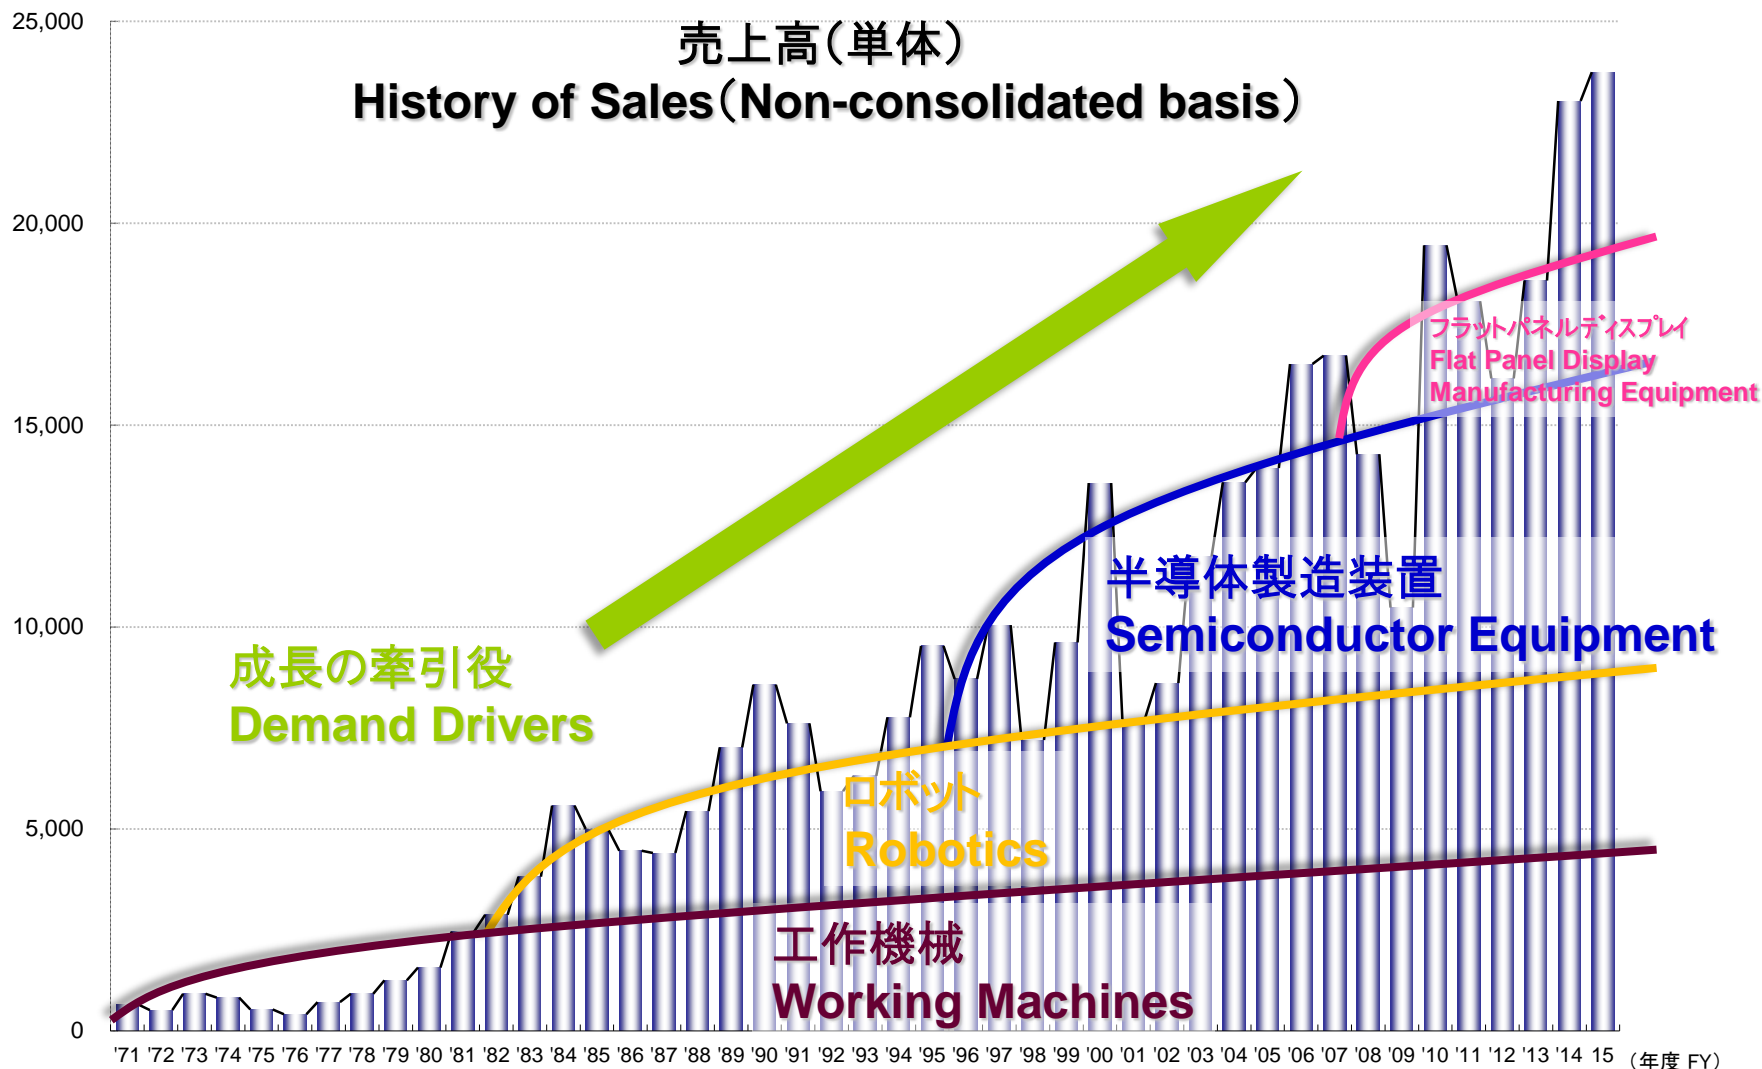 売上高（単体）
History of Sales（Non-consolidated basis）
25,000
20,000
15,000
10,000
5,000
0
成長の牽引役
Demand Drivers
フラットパネルディスプレイ
Flat Panel Display
Manufacturing Equipment
半導体製造装置
Semiconductor Equipment
ロボット
Robotics
工作機械
Working Machines
'71 '72 '73 '74 '75 '76 '77 '78 '79 '80 '81 '82 '83 '84 '85 '86 '87 '88 '89 '90 '91 '92 '93 '94 '95 '96 '97 '98 '99 '00 '01 '02 '03 '04 '05 '06 '07 '08 '09 '10 '11 '12 '13 '14 15 （年度 FY）